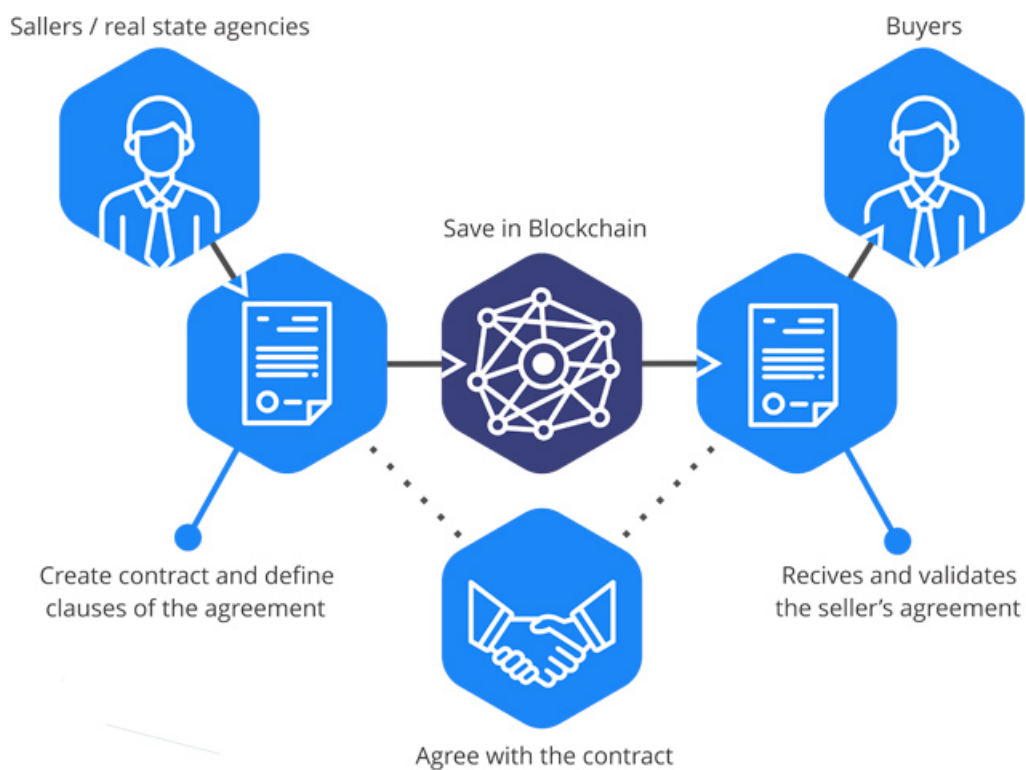 Sallers / real state agencies
Buyers
Save in Blockchain
Create contract and define
clauses of the agreement
Recives and validates
the seller's agreement
Agree with the contract